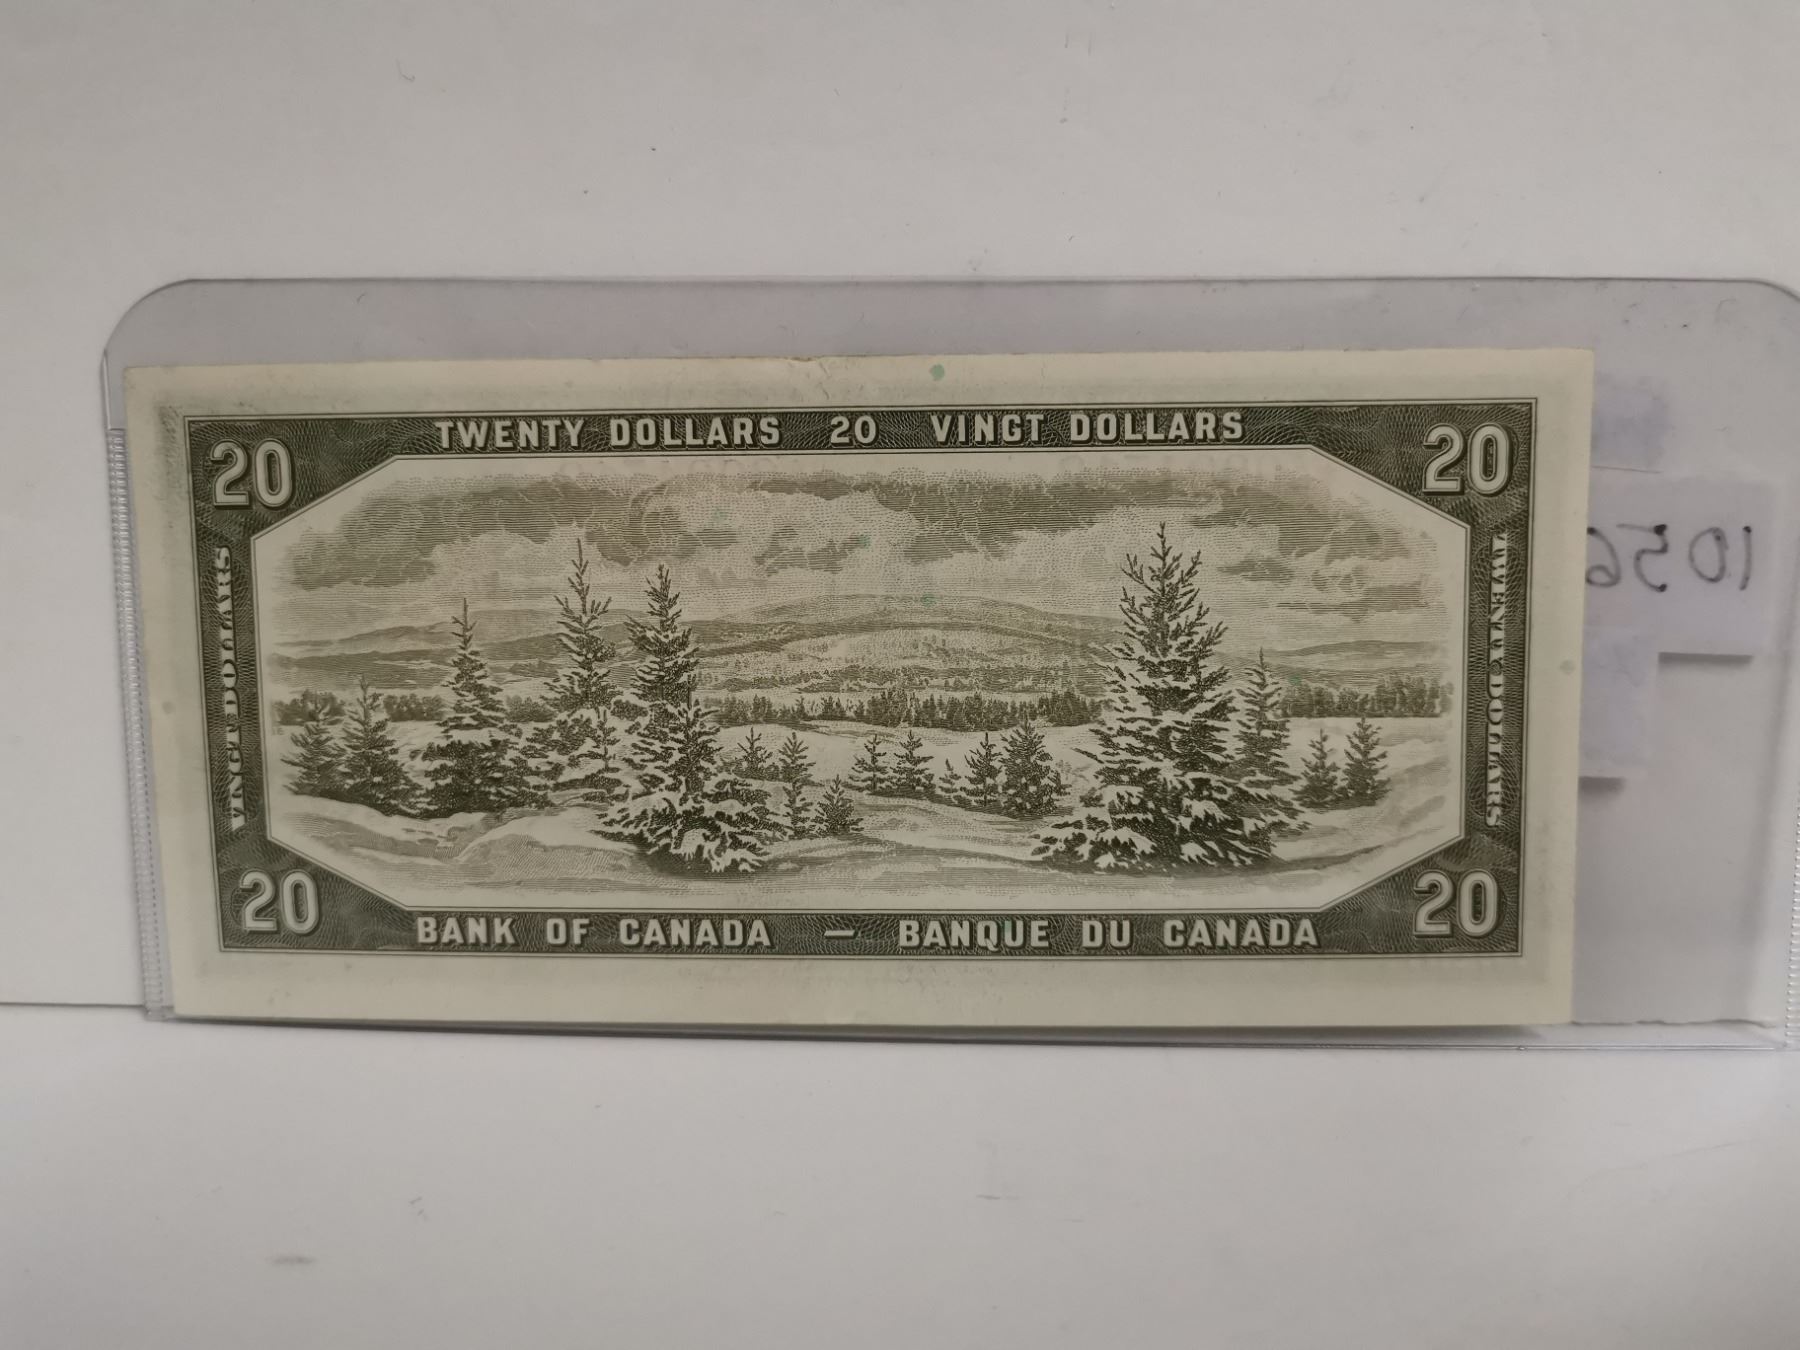 TWENTY DOLLARS 20 VINGT DOLLARS
20
20
VINGT DOLLARS
TWENTY DOLLARS
1056
20
20
BANK OF CANADA — BANQUE DU CANADA